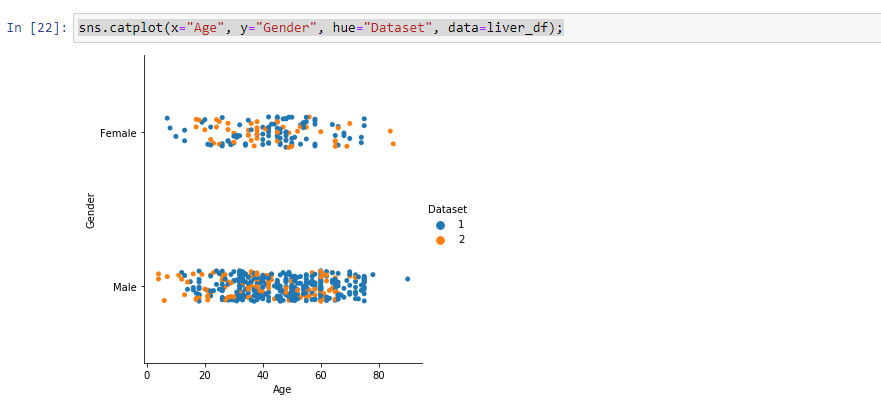 In [22]: sns.catplot(x="Age", y="Gender", hue="Dataset", data=liver_df);
Female
Gender
Male
Dataset
1
2
0 20 40 60 80
Age